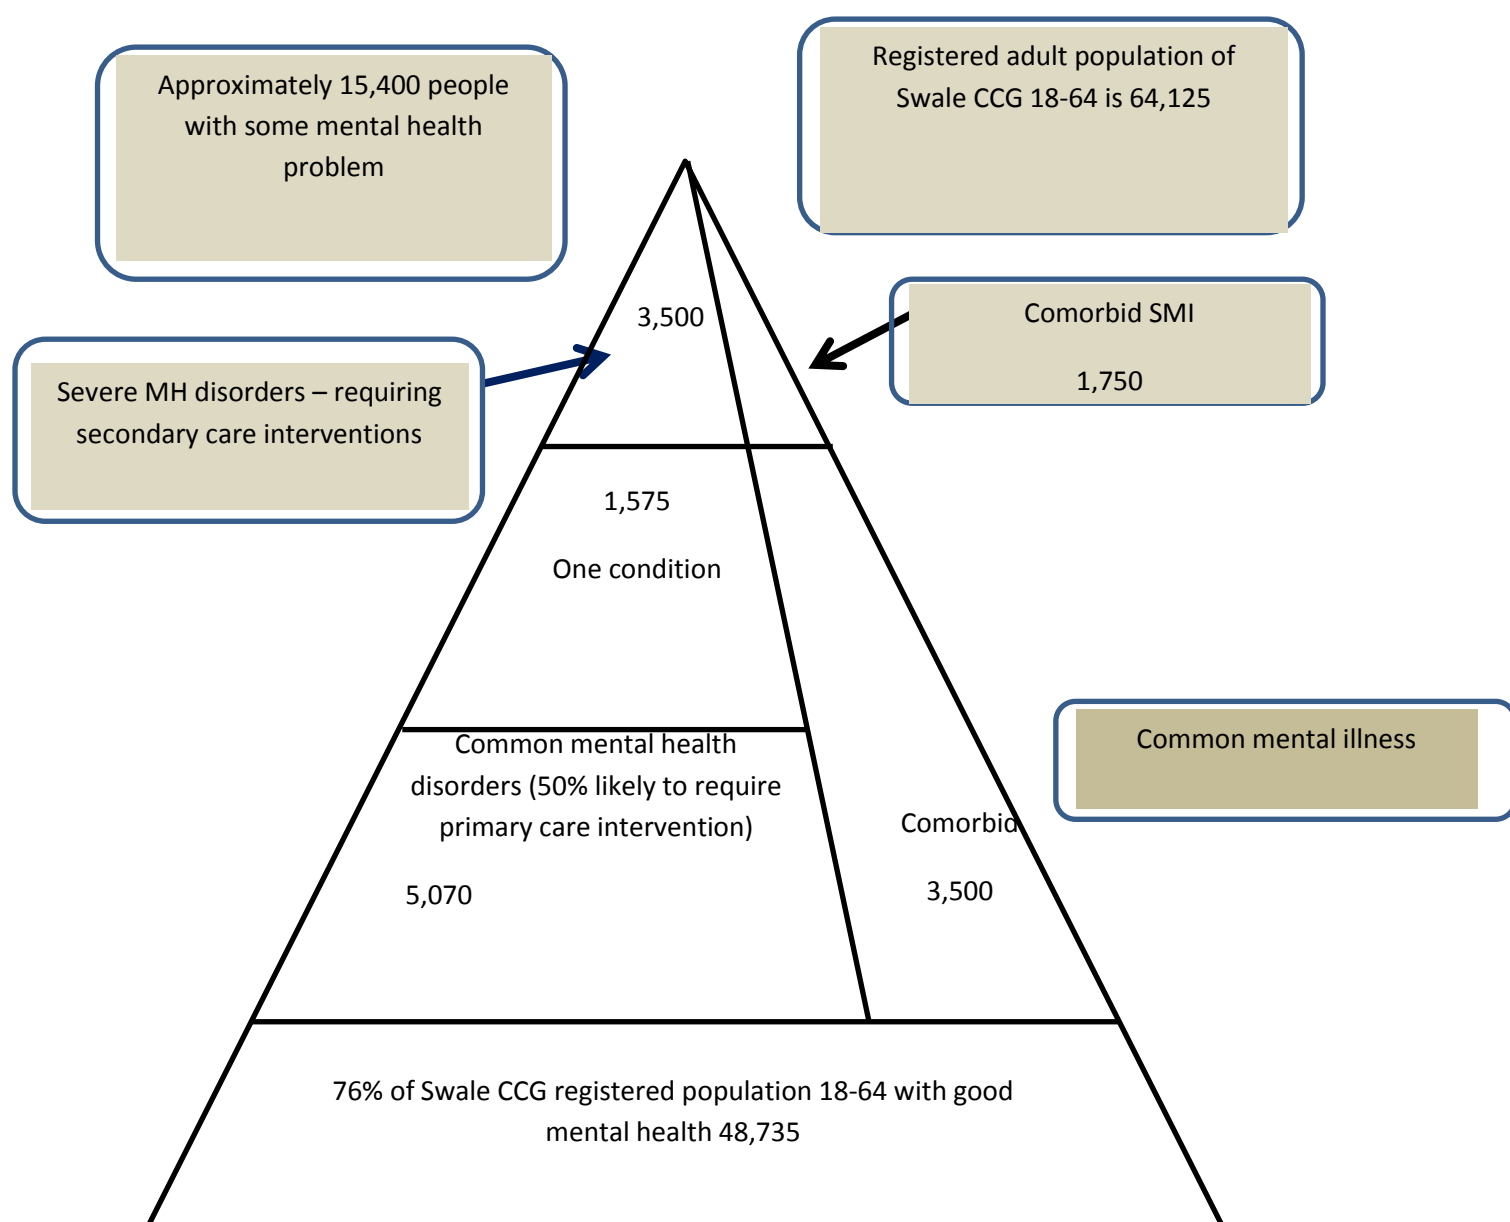 Approximately 15,400 people
with some mental health
problem
Registered adult population of
Swale CCG 18-64 is 64,125
3,500
Comorbid SMI
1,750
Severe MH disorders – requiring
secondary care interventions
1,575
One condition
Common mental illness
Common mental health
disorders (50% likely to require
primary care intervention)
5,070
Comorbid
3,500
76% of Swale CCG registered population 18-64 with good
mental health 48,735